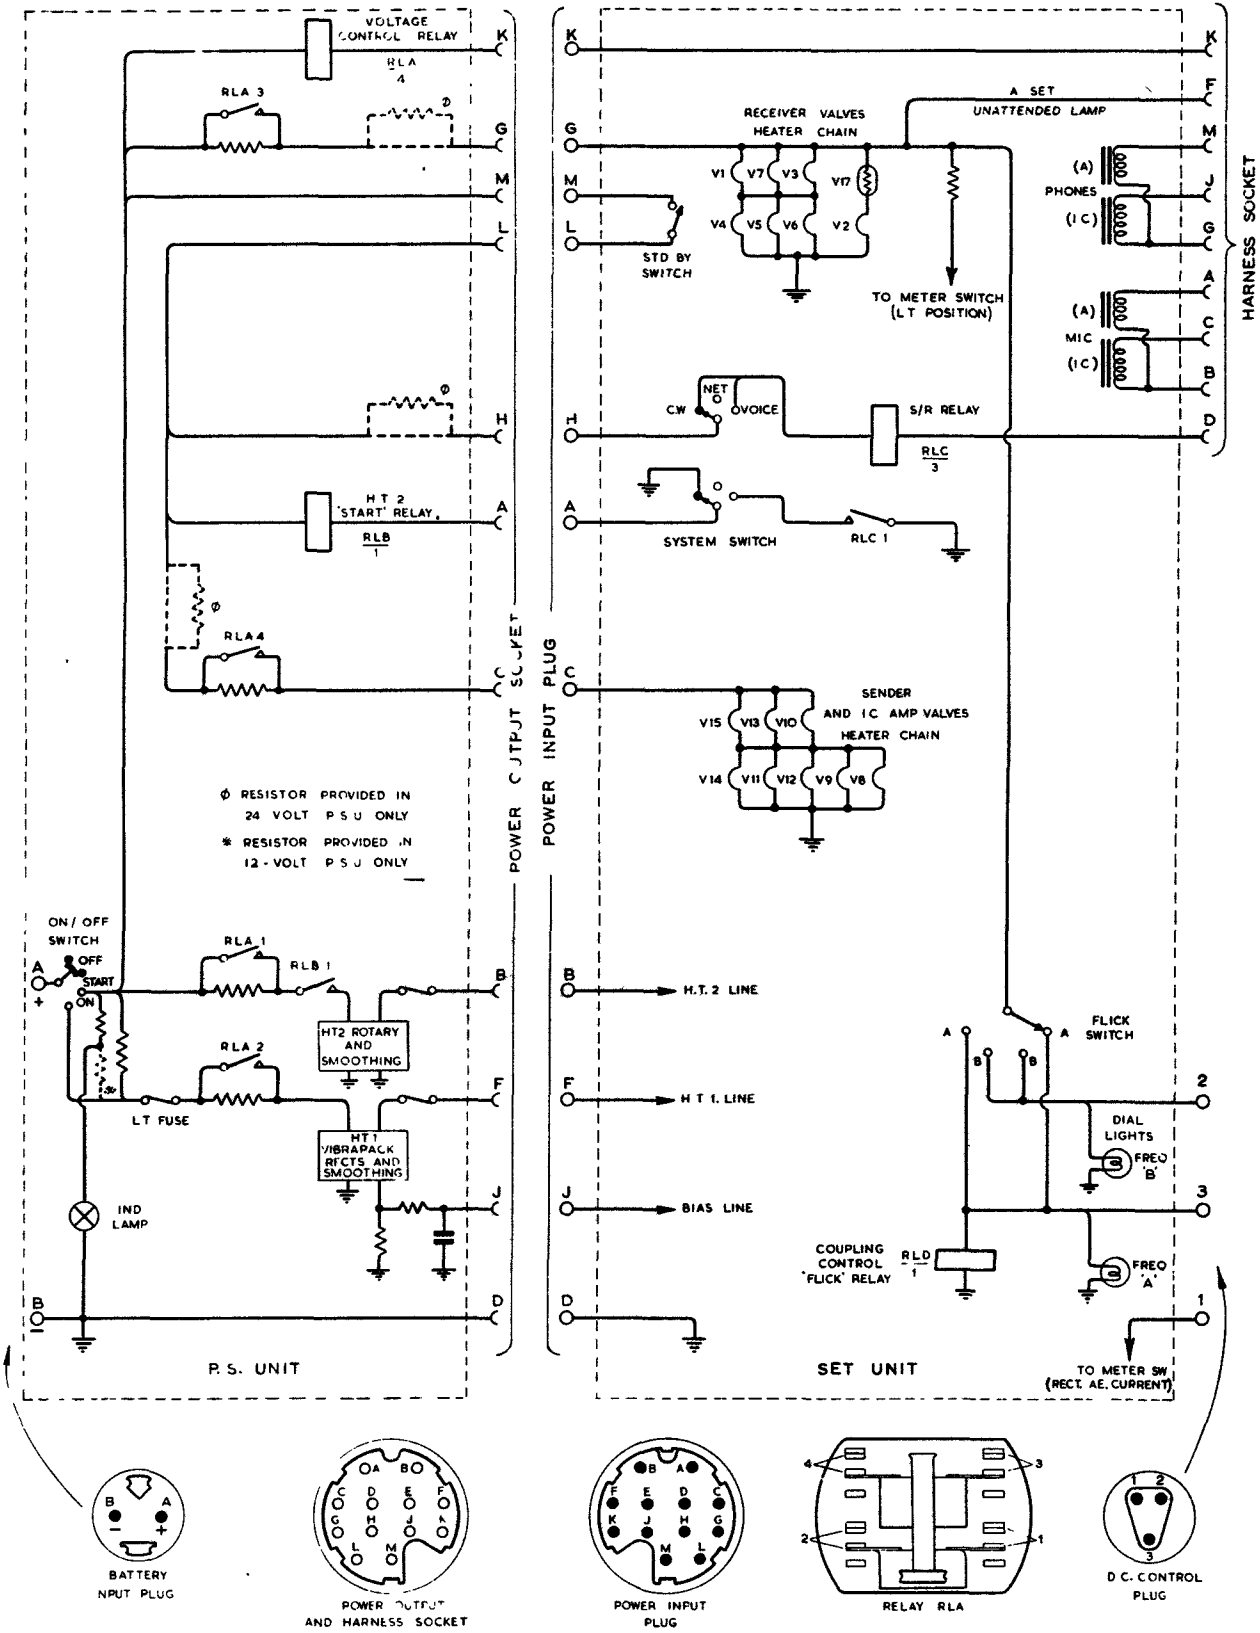 VOLTAGE
CONTROL RELAY
RLA
4
K
RLA 3
Ø
G
M
L
Ø
H
HT 2
'START' RELAY.
RLB
1
A
Ø
RLA4
C
Ø RESISTOR PROVIDED IN
24 VOLT P S U ONLY
* RESISTOR PROVIDED IN
12-VOLT P S U ONLY
ON/OFF
SWITCH
A
+
OFF
START
ON
RLA 1
RLB 1
B
HT2 ROTARY
AND
SMOOTHING
RLA 2
*
LT FUSE
F
HT1
VIBRAPACK
RECTS AND
SMOOTHING
J
IND
LAMP
B
–
D
P.S. UNIT
POWER OUTPUT SOCKET
POWER INPUT PLUG
K
K
A SET
UNATTENDED LAMP
F
G
RECEIVER VALVES
HEATER CHAIN
V1 V7 V3 V17
V4 V5 V6 V2
M
L
STD BY
SWITCH
TO METER SWITCH
(LT POSITION)
M
(A)
PHONES
J
(IC)
G
A
(A)
MIC
C
(IC)
B
HARNESS SOCKET
H
NET
C.W
VOICE
S/R RELAY
RLC
3
D
A
SYSTEM SWITCH
RLC 1
C
SENDER
AND I C AMP VALVES
HEATER CHAIN
V15 V13 V10
V14 V11 V12 V9 V8
B
H.T. 2 LINE
F
H T 1. LINE
J
BIAS LINE
D
A
B
B
A
FLICK
SWITCH
2
DIAL
LIGHTS
FREQ
'B'
3
COUPLING
CONTROL
'FLICK' RELAY
RLD
1
FREQ
'A'
1
TO METER SW
(RECT. AE. CURRENT)
SET UNIT
B A
– +
BATTERY
NPUT PLUG
A B
C D E F
G H J K
L M
POWER OUTPUT
AND HARNESS SOCKET
B A
F E D C
K J H G
M L
POWER INPUT
PLUG
4 3
2 1
RELAY RLA
1 2
3
D C. CONTROL
PLUG